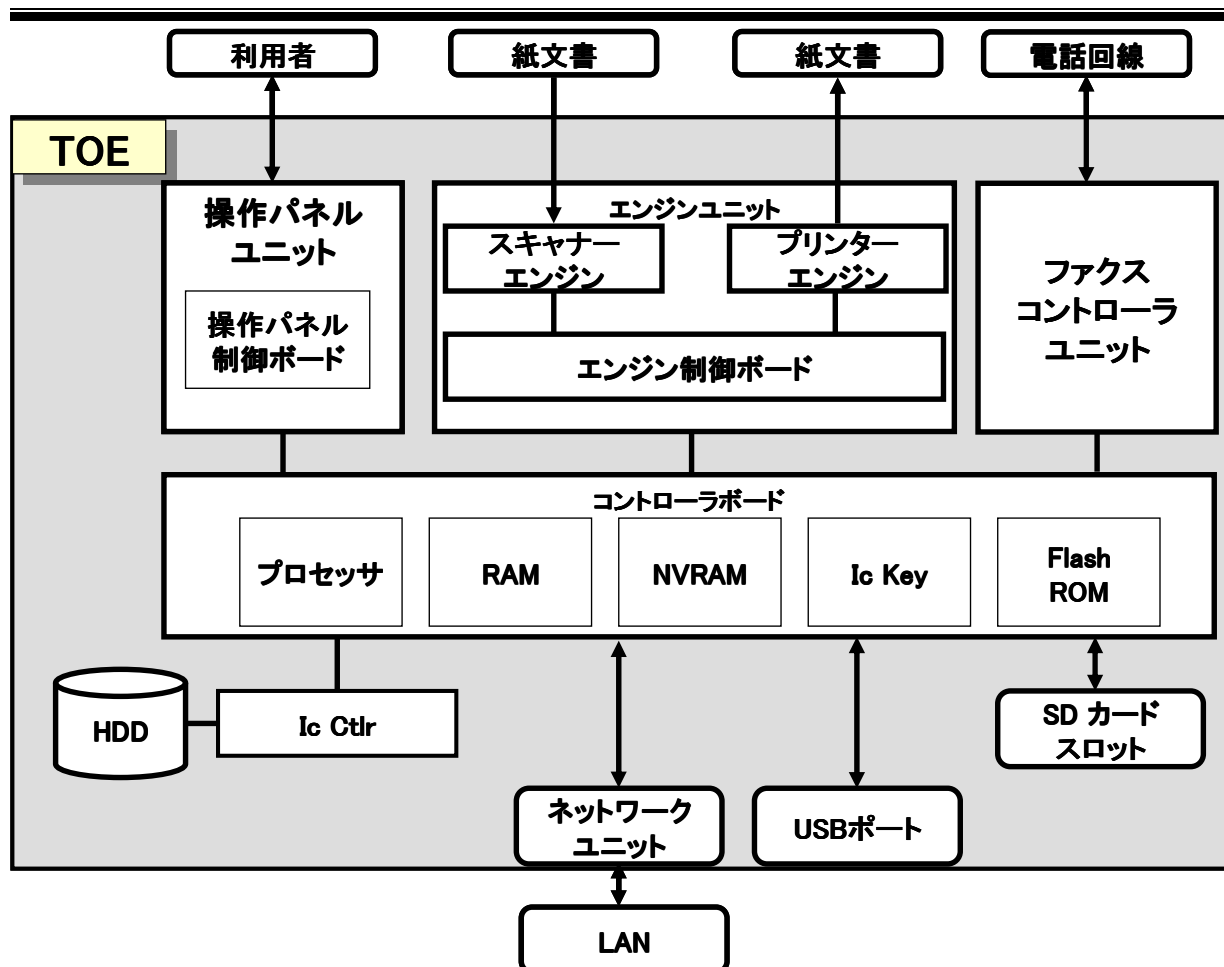 利用者
紙文書
紙文書
電話回線
TOE
操作パネル
ユニット
操作パネル
制御ボード
エンジンユニット
スキャナー
エンジン
プリンター
エンジン
エンジン制御ボード
ファクス
コントローラ
ユニット
コントローラボード
プロセッサ
RAM
NVRAM
Ic Key
Flash
ROM
HDD
Ic Ctlr
SD カード
スロット
ネットワーク
ユニット
USBポート
LAN